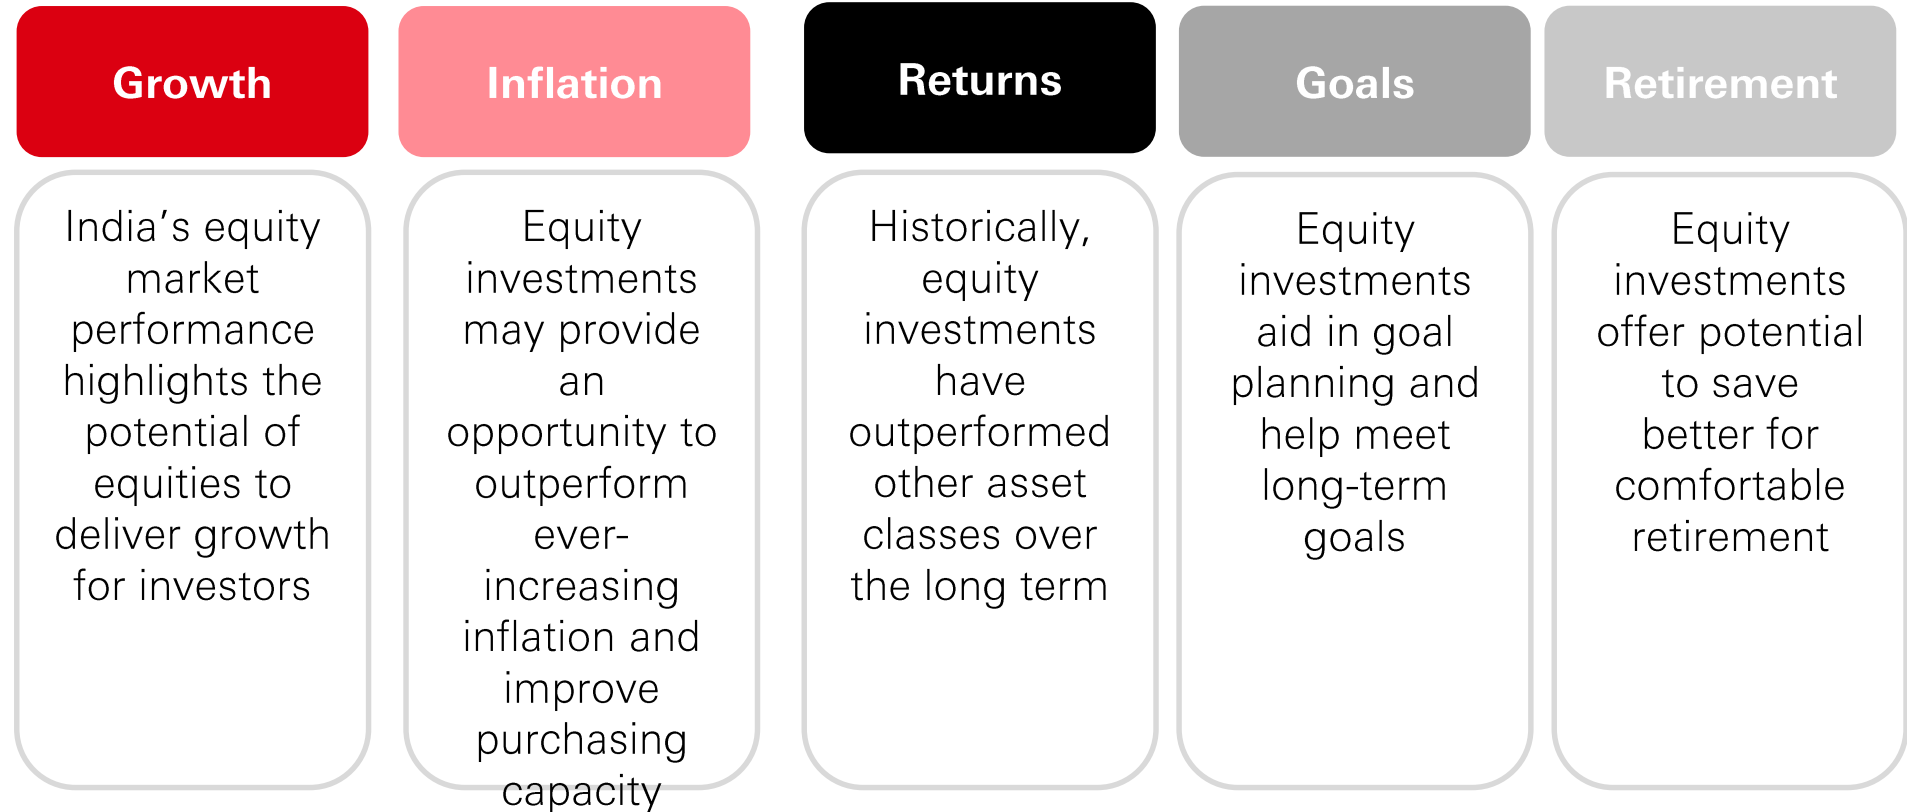 Growth
India’s equity
market
performance
highlights the
potential of
equities to
deliver growth
for investors
Inflation
Equity
investments
may provide
an
opportunity to
outperform
ever-
increasing
inflation and
improve
purchasing
capacity
Returns
Historically,
equity
investments
have
outperformed
other asset
classes over
the long term
Goals
Equity
investments
aid in goal
planning and
help meet
long-term
goals
Retirement
Equity
investments
offer potential
to save
better for
comfortable
retirement